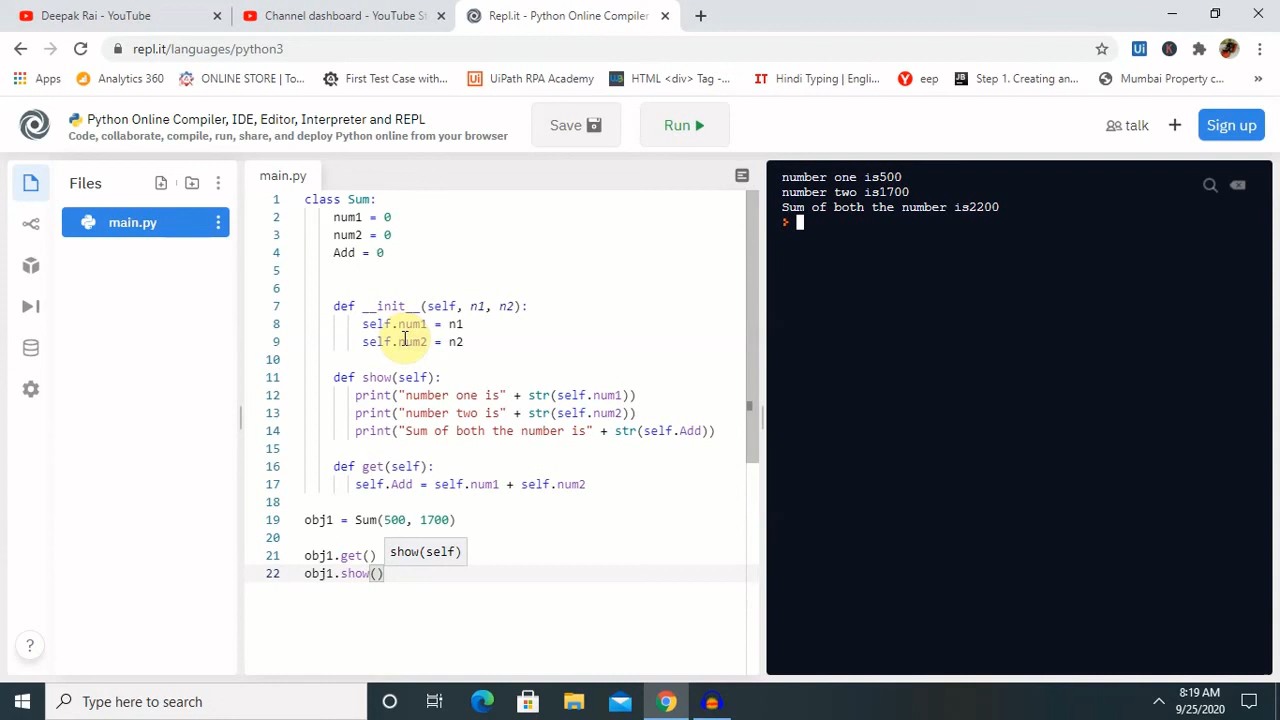 Deepak Rai - YouTube
Channel dashboard - YouTube S
Repl.it - Python Online Compiler
repl.it/languages/python3
Ui
K
Apps
Analytics 360
ONLINE STORE | To...
First Test Case with...
Ui UiPath RPA Academy
HTML <div> Tag -...
IT Hindi Typing | Engli...
eep
JB Step 1. Creating an...
Mumbai Property c...
»
Python Online Compiler, IDE, Editor, Interpreter and REPL
Code, collaborate, compile, run, share, and deploy Python online from your browser
Save
Run
talk
Sign up
Files
main.py
main.py
1 class Sum:
2 num1 = 0
3 num2 = 0
4 Add = 0
5
6
7 def __init__(self, n1, n2):
8 self.num1 = n1
9 self.num2 = n2
10
11 def show(self):
12 print("number one is" + str(self.num1))
13 print("number two is" + str(self.num2))
14 print("Sum of both the number is" + str(self.Add))
15
16 def get(self):
17 self.Add = self.num1 + self.num2
18
19 obj1 = Sum(500, 1700)
20
21 obj1.get()
show(self)
22 obj1.show()
number one is500
number two is1700
Sum of both the number is2200
?
Type here to search
8:19 AM
9/25/2020